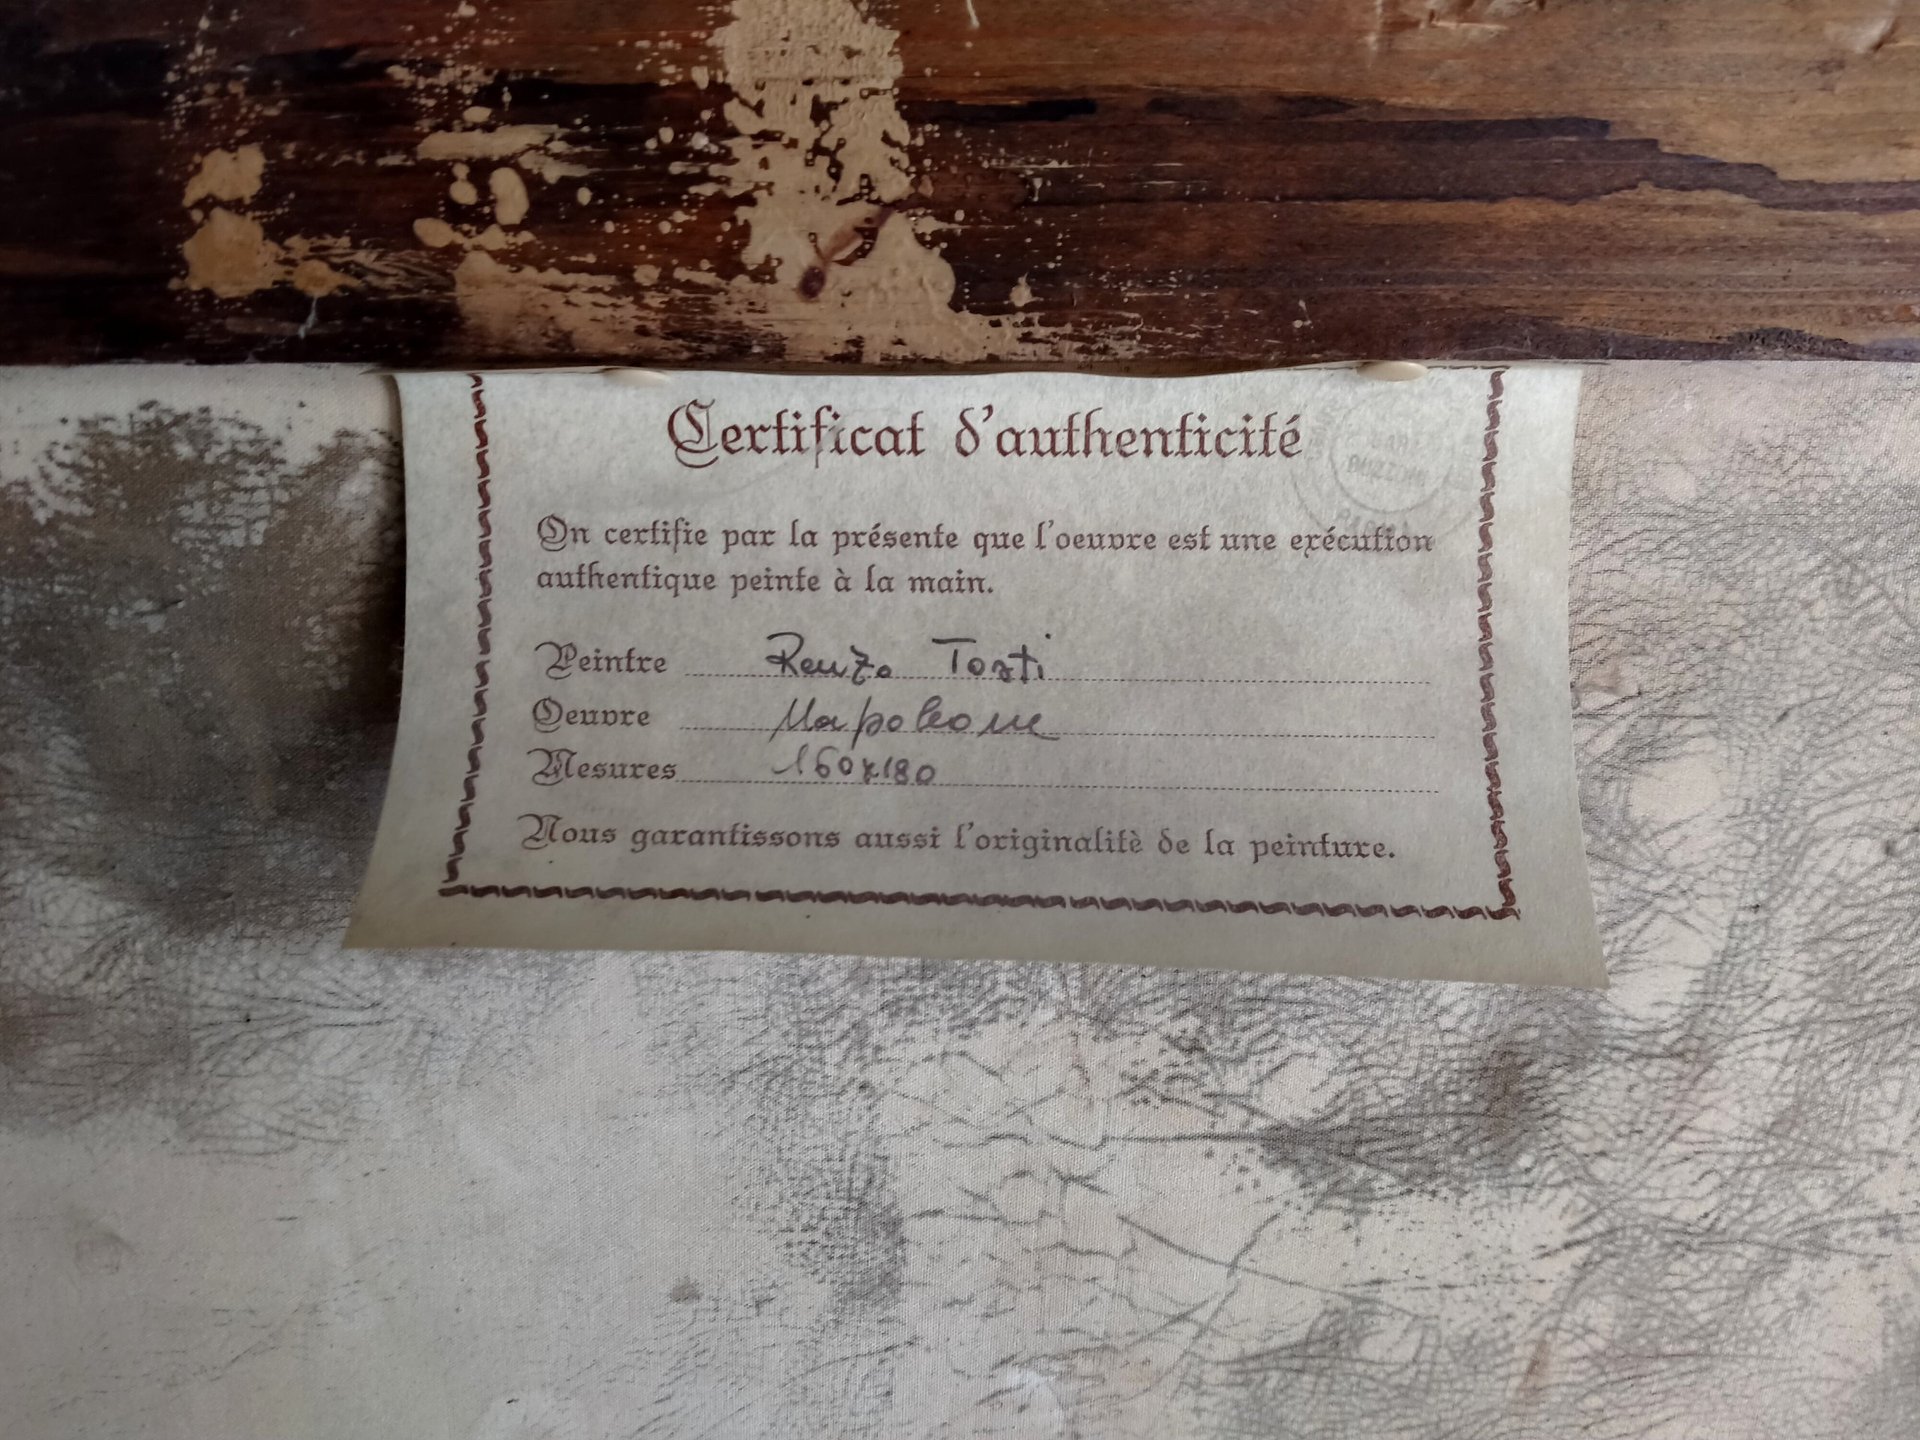 Certificat d'authenticité
On certifie par la présente que l'oeuvre est une exécution
authentique peinte à la main.
Peintre Renzo Torti
Oeuvre Napoleone
Mesures 160x180
Nous garantissons aussi l'originalitè de la peinture.